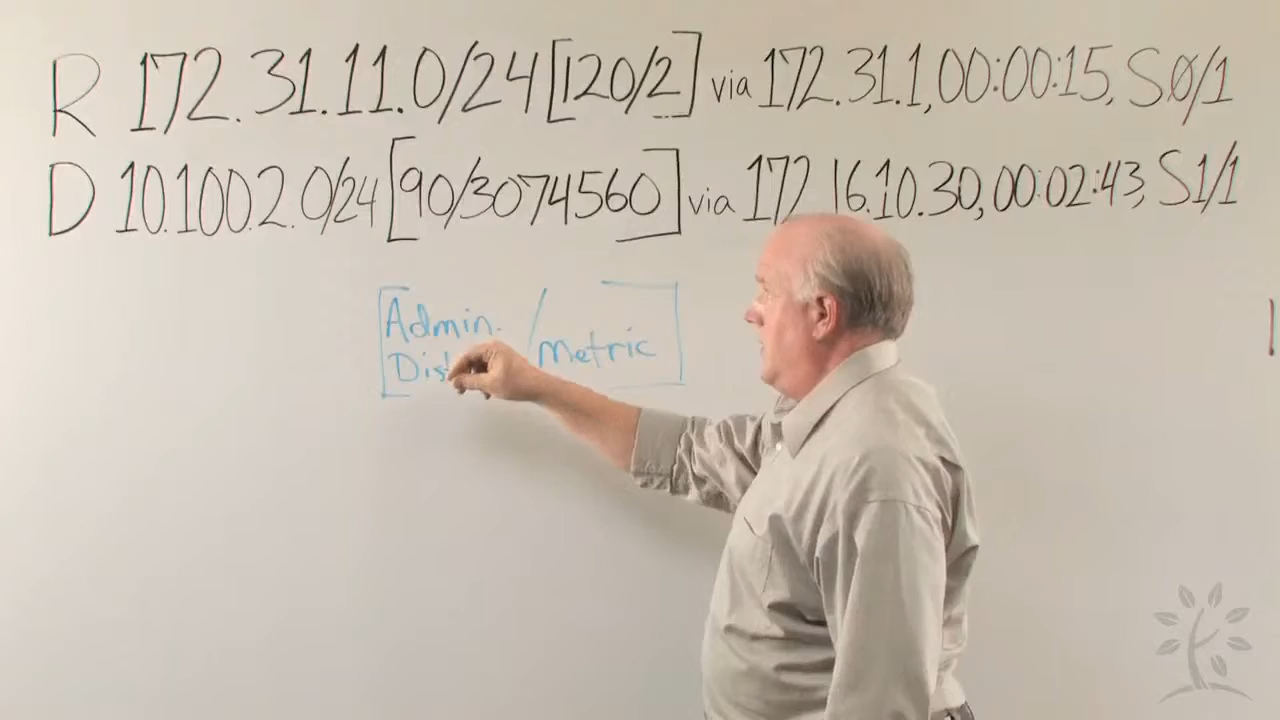 R 172.31.11.0/24 [120/2] via 172.31.1, 00:00:15, S0/1
D 10.100.2.0/24 [90/3074560] via 172.16.10.30, 00:02:43, S1/1
[Admin. / Metric]
Dis